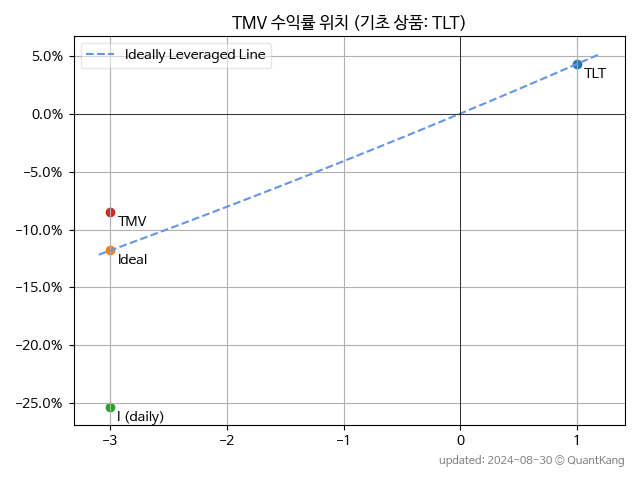 TMV 수익률 위치 (기초 상품: TLT)
Ideally Leveraged Line
5.0%
0.0%
−5.0%
−10.0%
−15.0%
−20.0%
−25.0%
TLT
TMV
Ideal
I (daily)
−3
−2
−1
0
1
updated: 2024-08-30 © QuantKang